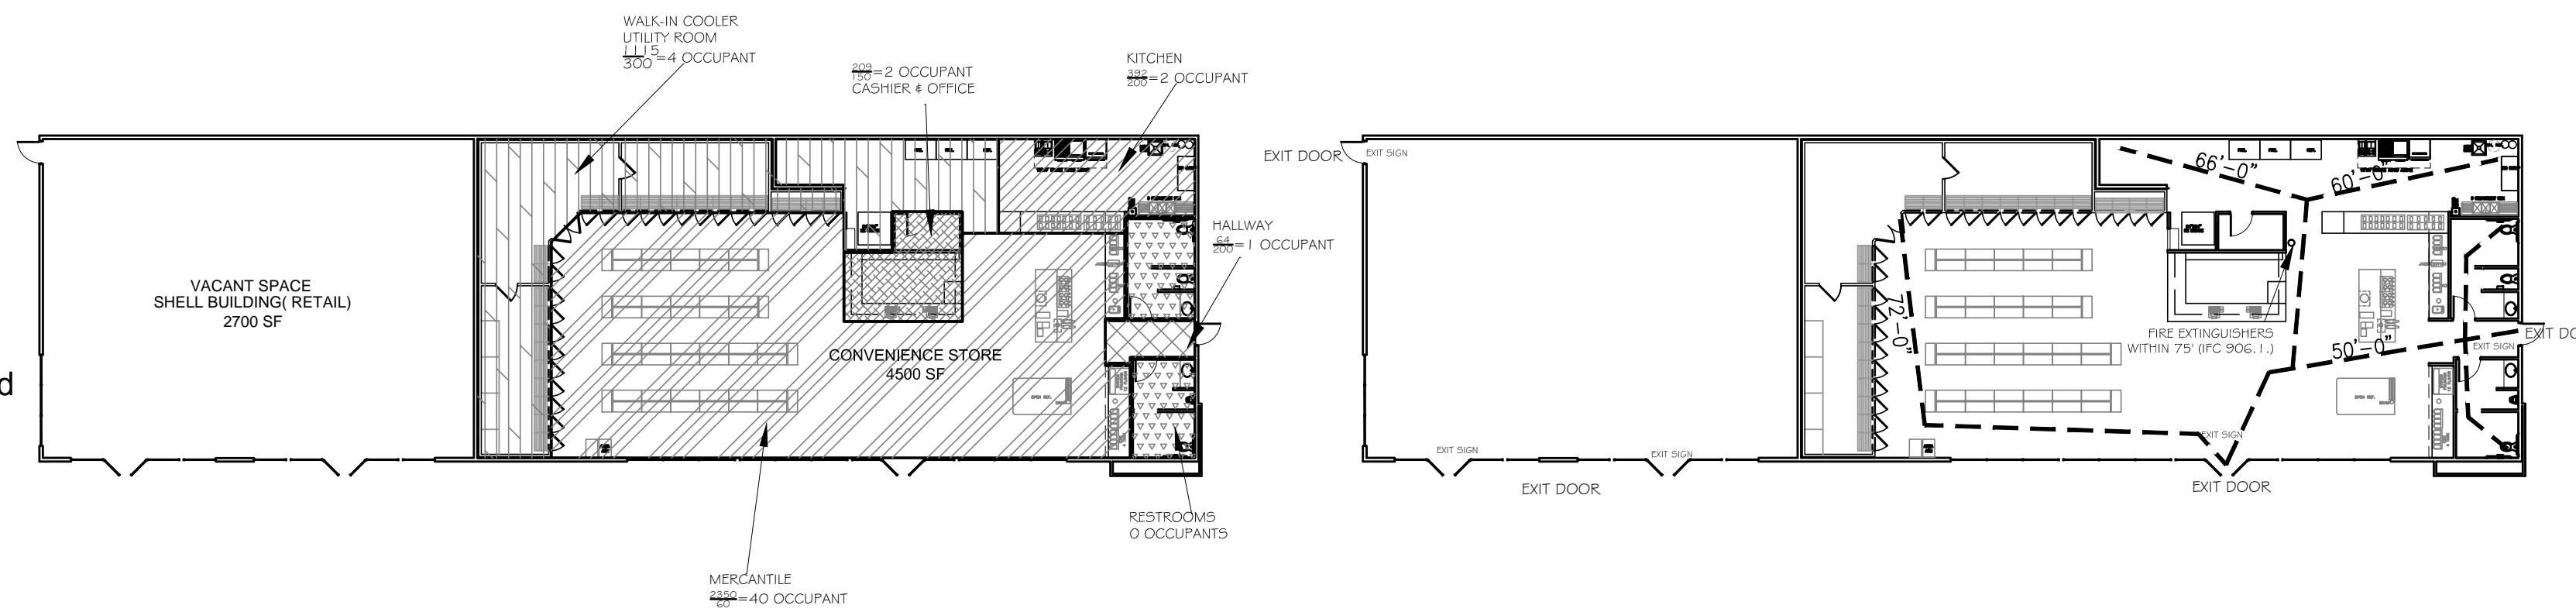 WALK-IN COOLER
UTILITY ROOM
1115
300 =4 OCCUPANT
209
150 =2 OCCUPANT
CASHIER & OFFICE
KITCHEN
392
200 =2 OCCUPANT
HALLWAY
64
200 =1 OCCUPANT
VACANT SPACE
SHELL BUILDING( RETAIL)
2700 SF
CONVENIENCE STORE
4500 SF
RESTROOMS
0 OCCUPANTS
MERCANTILE
2350
60 =40 OCCUPANT
d
EXIT DOOR
EXIT SIGN
66'-0"
60'-0"
72'-0"
FIRE EXTINGUISHERS
WITHIN 75' (IFC 906.1.)
50'-0"
EXIT SIGN
EXIT DO
EXIT SIGN
EXIT SIGN
EXIT SIGN
EXIT DOOR
EXIT DOOR